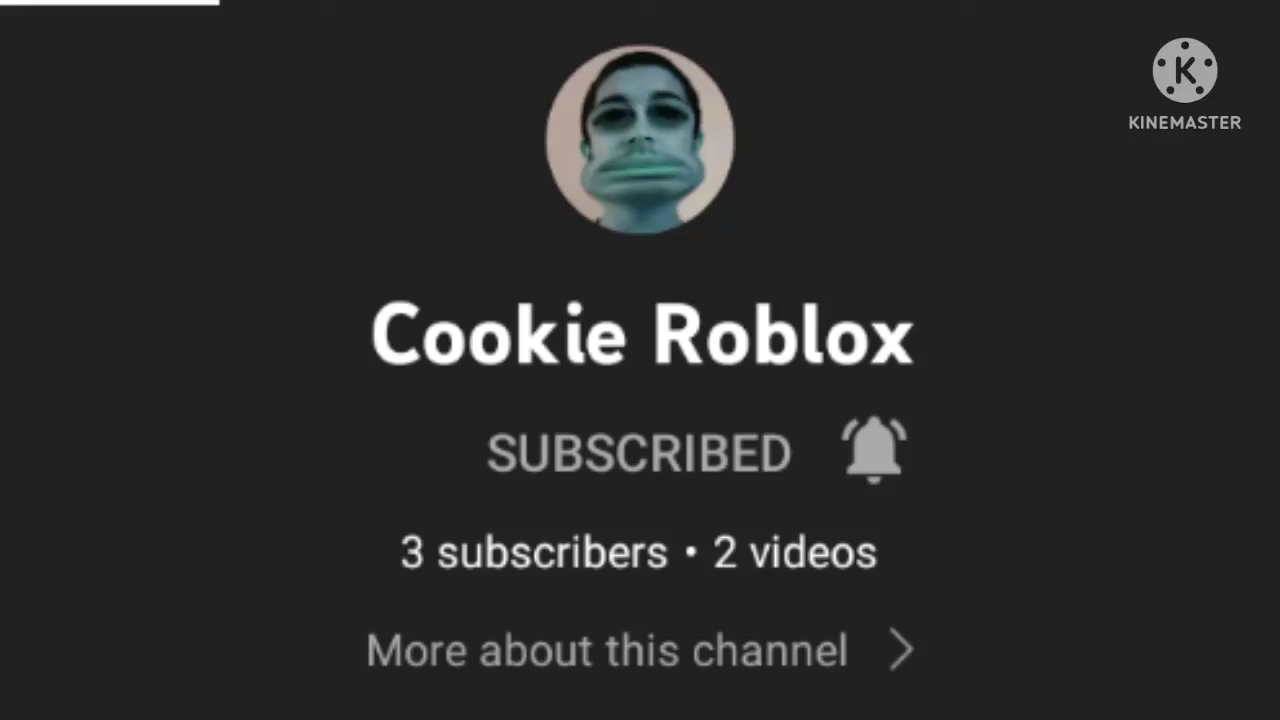 K
KINEMASTER
Cookie Roblox
SUBSCRIBED
3 subscribers • 2 videos
More about this channel >